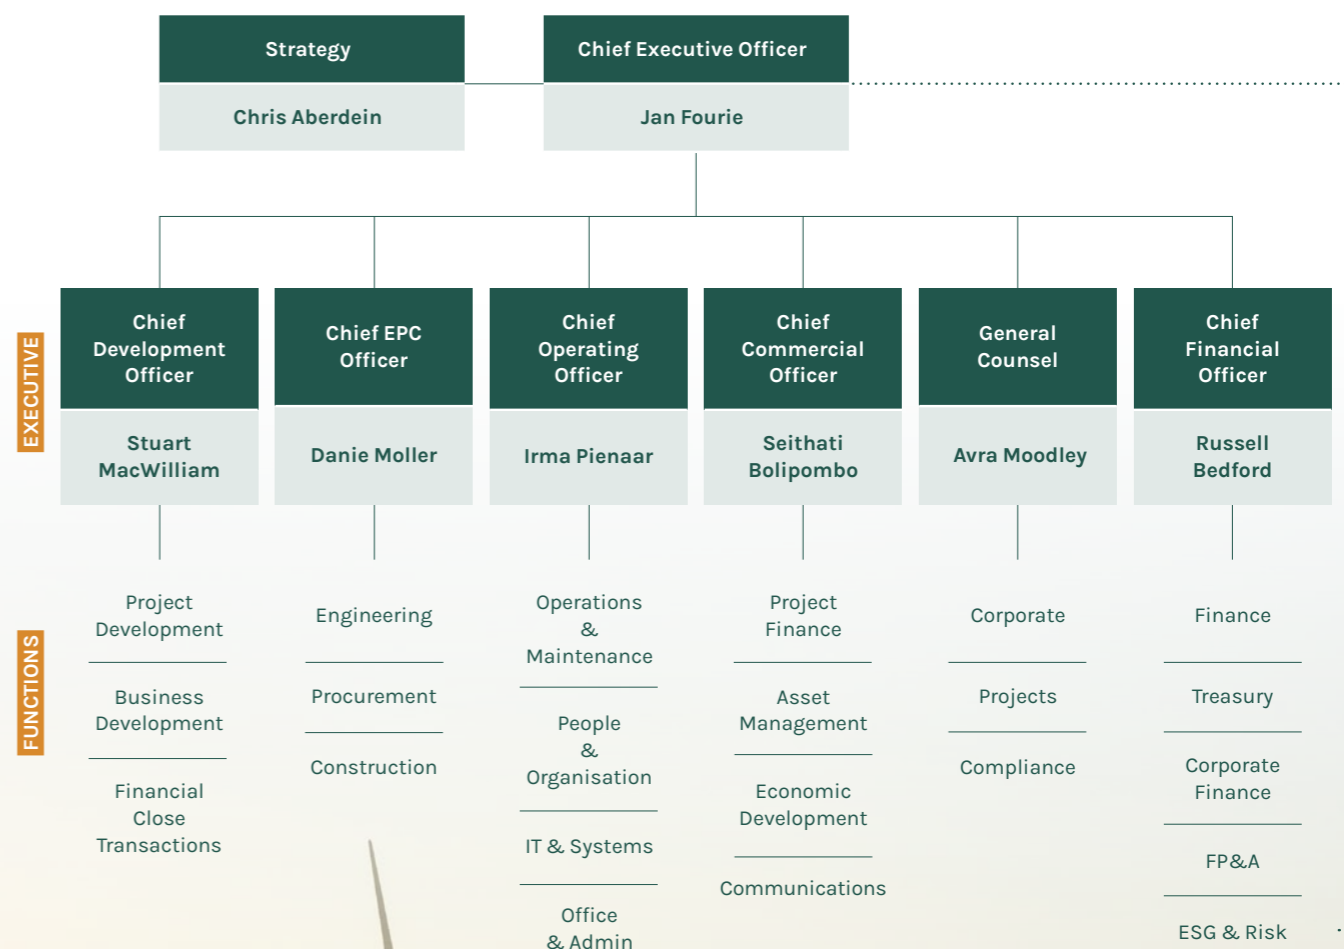 Strategy
Chief Executive Officer
Chris Aberdein
Jan Fourie
EXECUTIVE
Chief
Development
Officer
Stuart
MacWilliam
Chief EPC
Officer
Danie Moller
Chief
Operating
Officer
Irma Pienaar
Chief
Commercial
Officer
Seithati
Bolipombo
General
Counsel
Avra Moodley
Chief
Financial
Officer
Russell
Bedford
FUNCTIONS
Project
Development
Business
Development
Financial
Close
Transactions
Engineering
Procurement
Construction
Operations
&
Maintenance
People
&
Organisation
IT & Systems
Office
& Admin
Project
Finance
Asset
Management
Economic
Development
Communications
Corporate
Projects
Compliance
Finance
Treasury
Corporate
Finance
FP&A
ESG & Risk